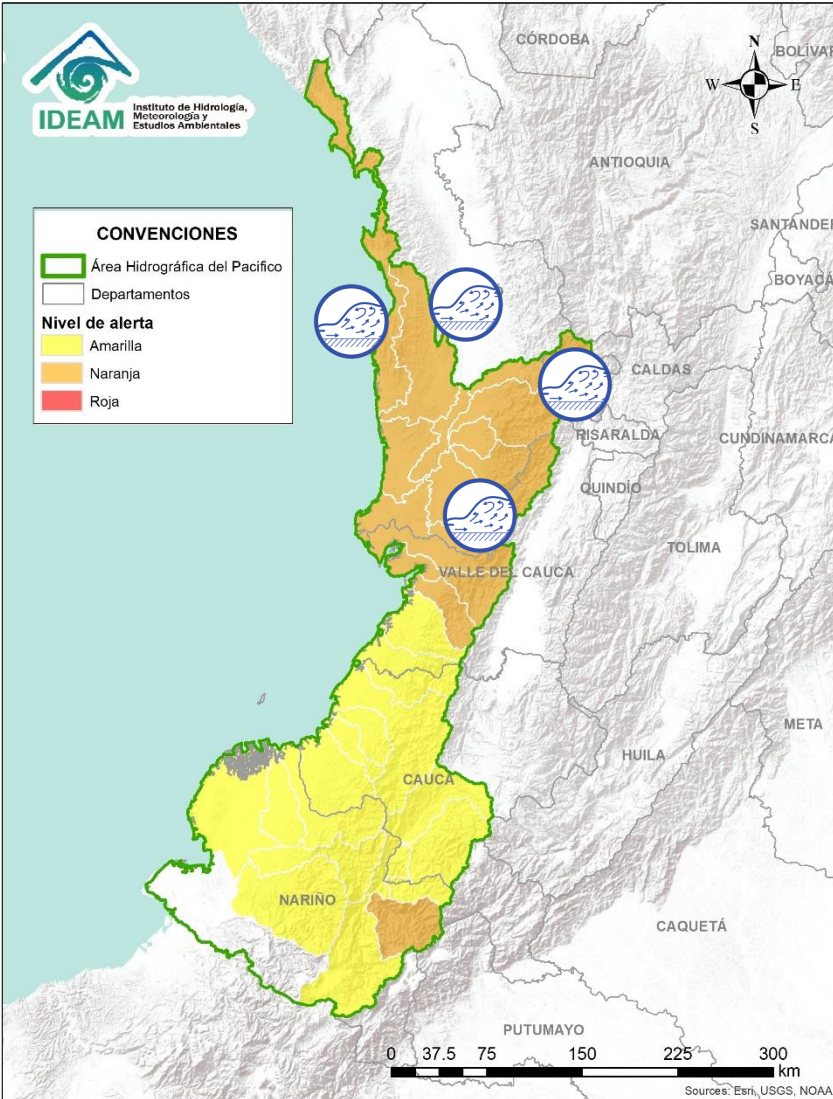 CÓRDOBA
BOLÍVAR
N
W
E
S
IDEAM
Instituto de Hidrología,
Meteorología y
Estudios Ambientales
ANTIOQUIA
SANTANDER
CONVENCIONES
Área Hidrográfica del Pacifico
Departamentos
Nivel de alerta
Amarilla
Naranja
Roja
BOYACÁ
CALDAS
RISARALDA
CUNDINAMARCA
QUINDÍO
TOLIMA
VALLE DEL CAUCA
META
HUILA
CAUCA
NARIÑO
CAQUETÁ
PUTUMAYO
0 37.5 75 150 225 300
km
Sources: Esri, USGS, NOAA